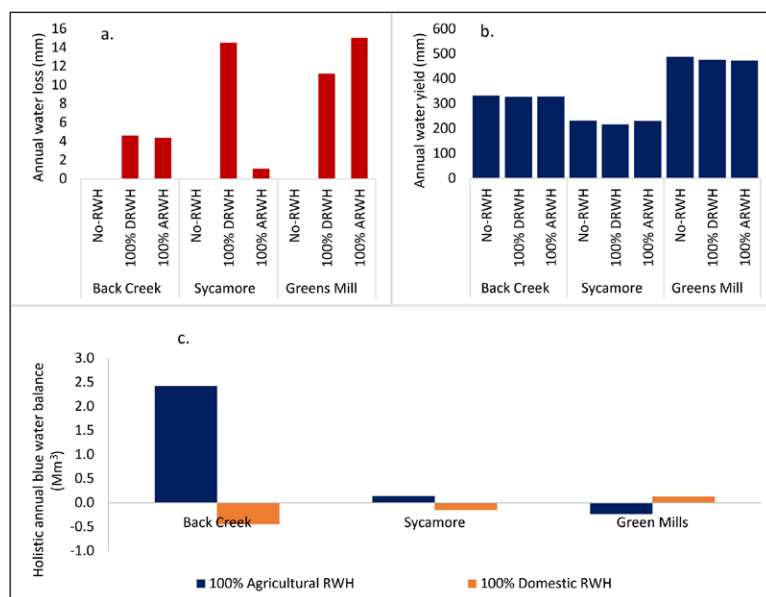 a.
Annual water loss (mm)
16
14
12
10
8
6
4
2
0
No-RWH
100% DRWH
100% ARWH
No-RWH
100% DRWH
100% ARWH
No-RWH
100% DRWH
100% ARWH
Back Creek
Sycamore
Greens Mill
b.
Annual water yield (mm)
600
500
400
300
200
100
0
No-RWH
100% DRWH
100% ARWH
No-RWH
100% DRWH
100% ARWH
No-RWH
100% DRWH
100% ARWH
Back Creek
Sycamore
Greens Mill
c.
Holistic annual blue water balance
(Mm³)
3.0
2.5
2.0
1.5
1.0
0.5
0.0
-0.5
-1.0
Back Creek
Sycamore
Green Mills
100% Agricultural RWH
100% Domestic RWH